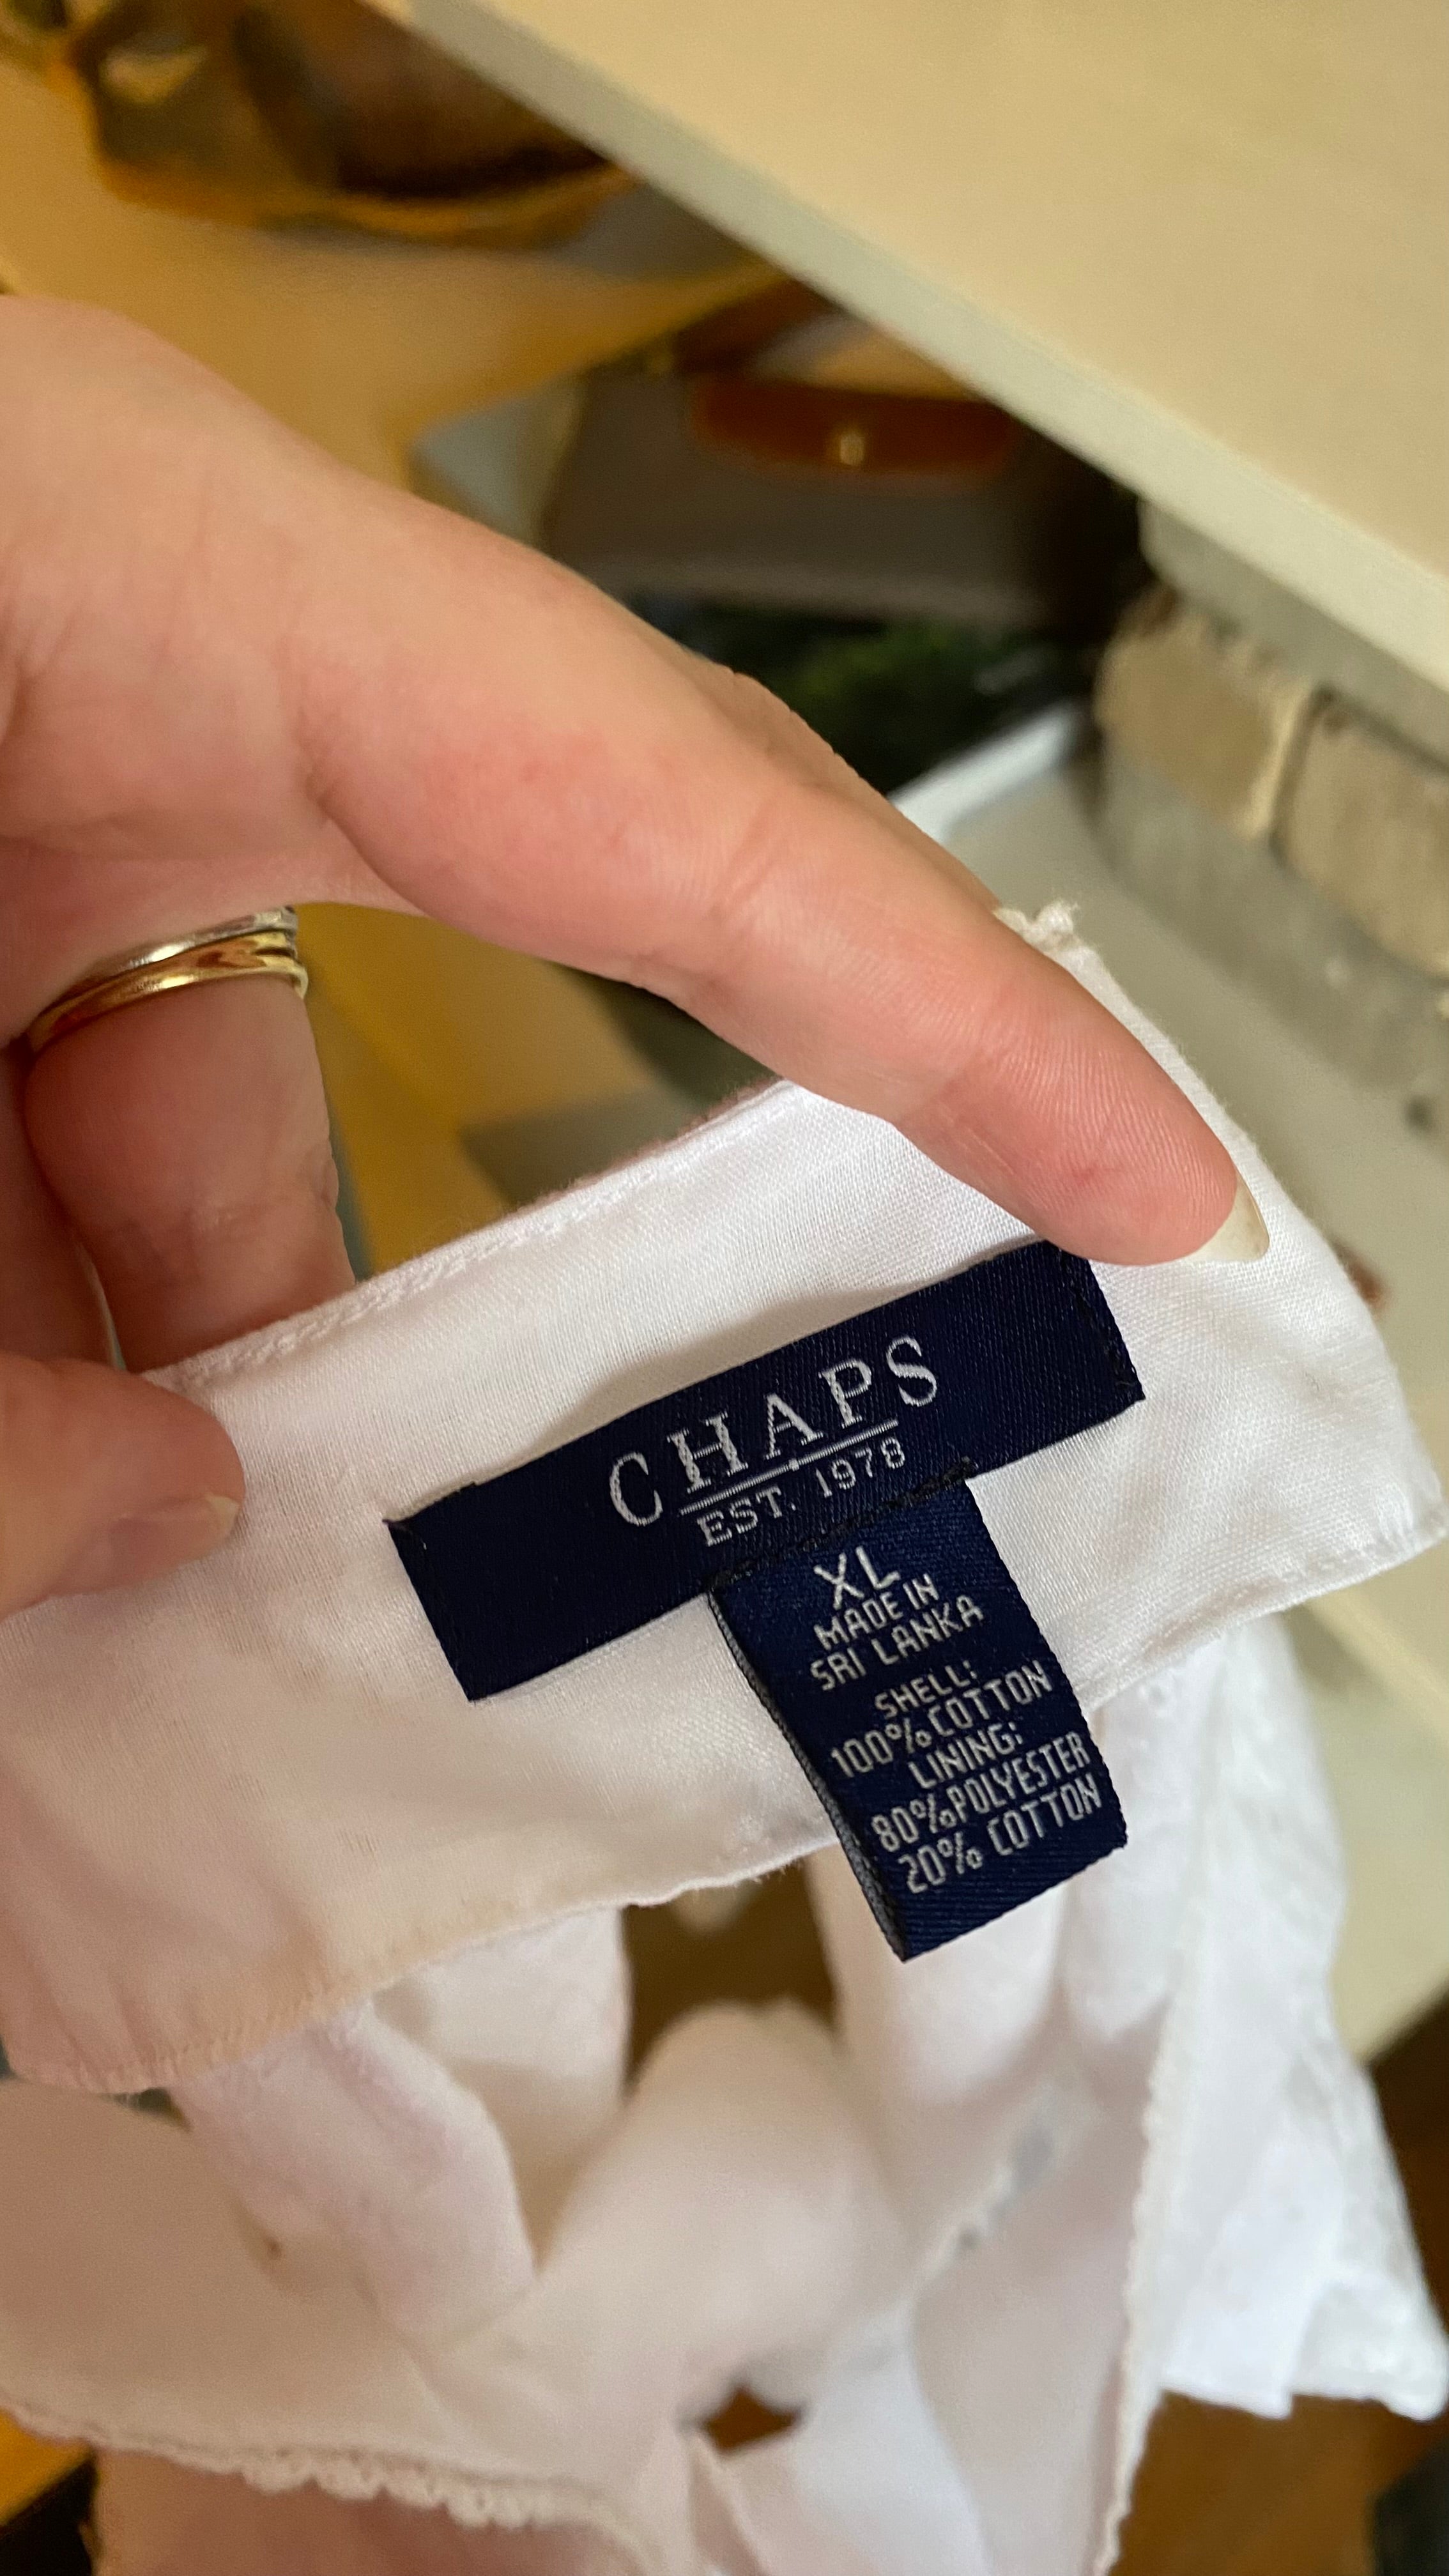 CHAPS
EST. 1978
XL
MADE IN
SRI LANKA
SHELL:
100% COTTON
LINING:
80% POLYESTER
20% COTTON